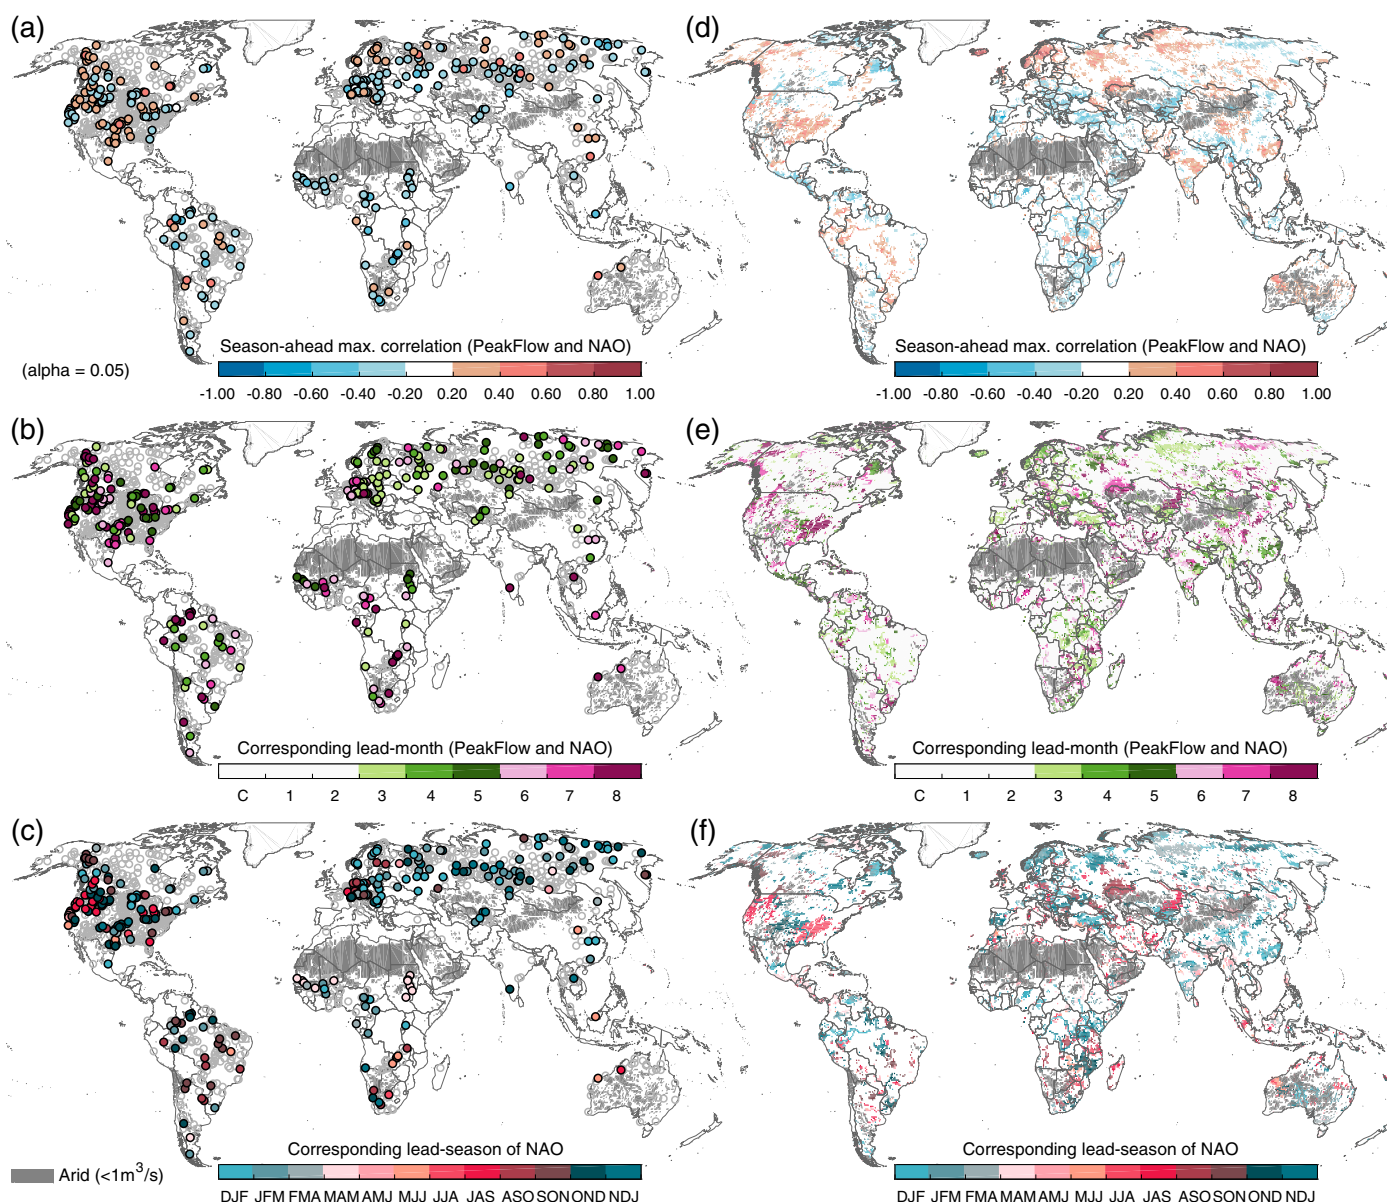 (a)
(d)
Season-ahead max. correlation (PeakFlow and NAO)
Season-ahead max. correlation (PeakFlow and NAO)
(alpha = 0.05)
-1.00 -0.80 -0.60 -0.40 -0.20 0.20 0.40 0.60 0.80 1.00
-1.00 -0.80 -0.60 -0.40 -0.20 0.20 0.40 0.60 0.80 1.00
(b)
(e)
Corresponding lead-month (PeakFlow and NAO)
Corresponding lead-month (PeakFlow and NAO)
C 1 2 3 4 5 6 7 8
C 1 2 3 4 5 6 7 8
(c)
(f)
Corresponding lead-season of NAO
Corresponding lead-season of NAO
Arid (<1m³/s)
DJF JFM FMA MAM AMJ MJJ JJA JAS ASO SON OND NDJ
DJF JFM FMA MAM AMJ MJJ JJA JAS ASO SON OND NDJ